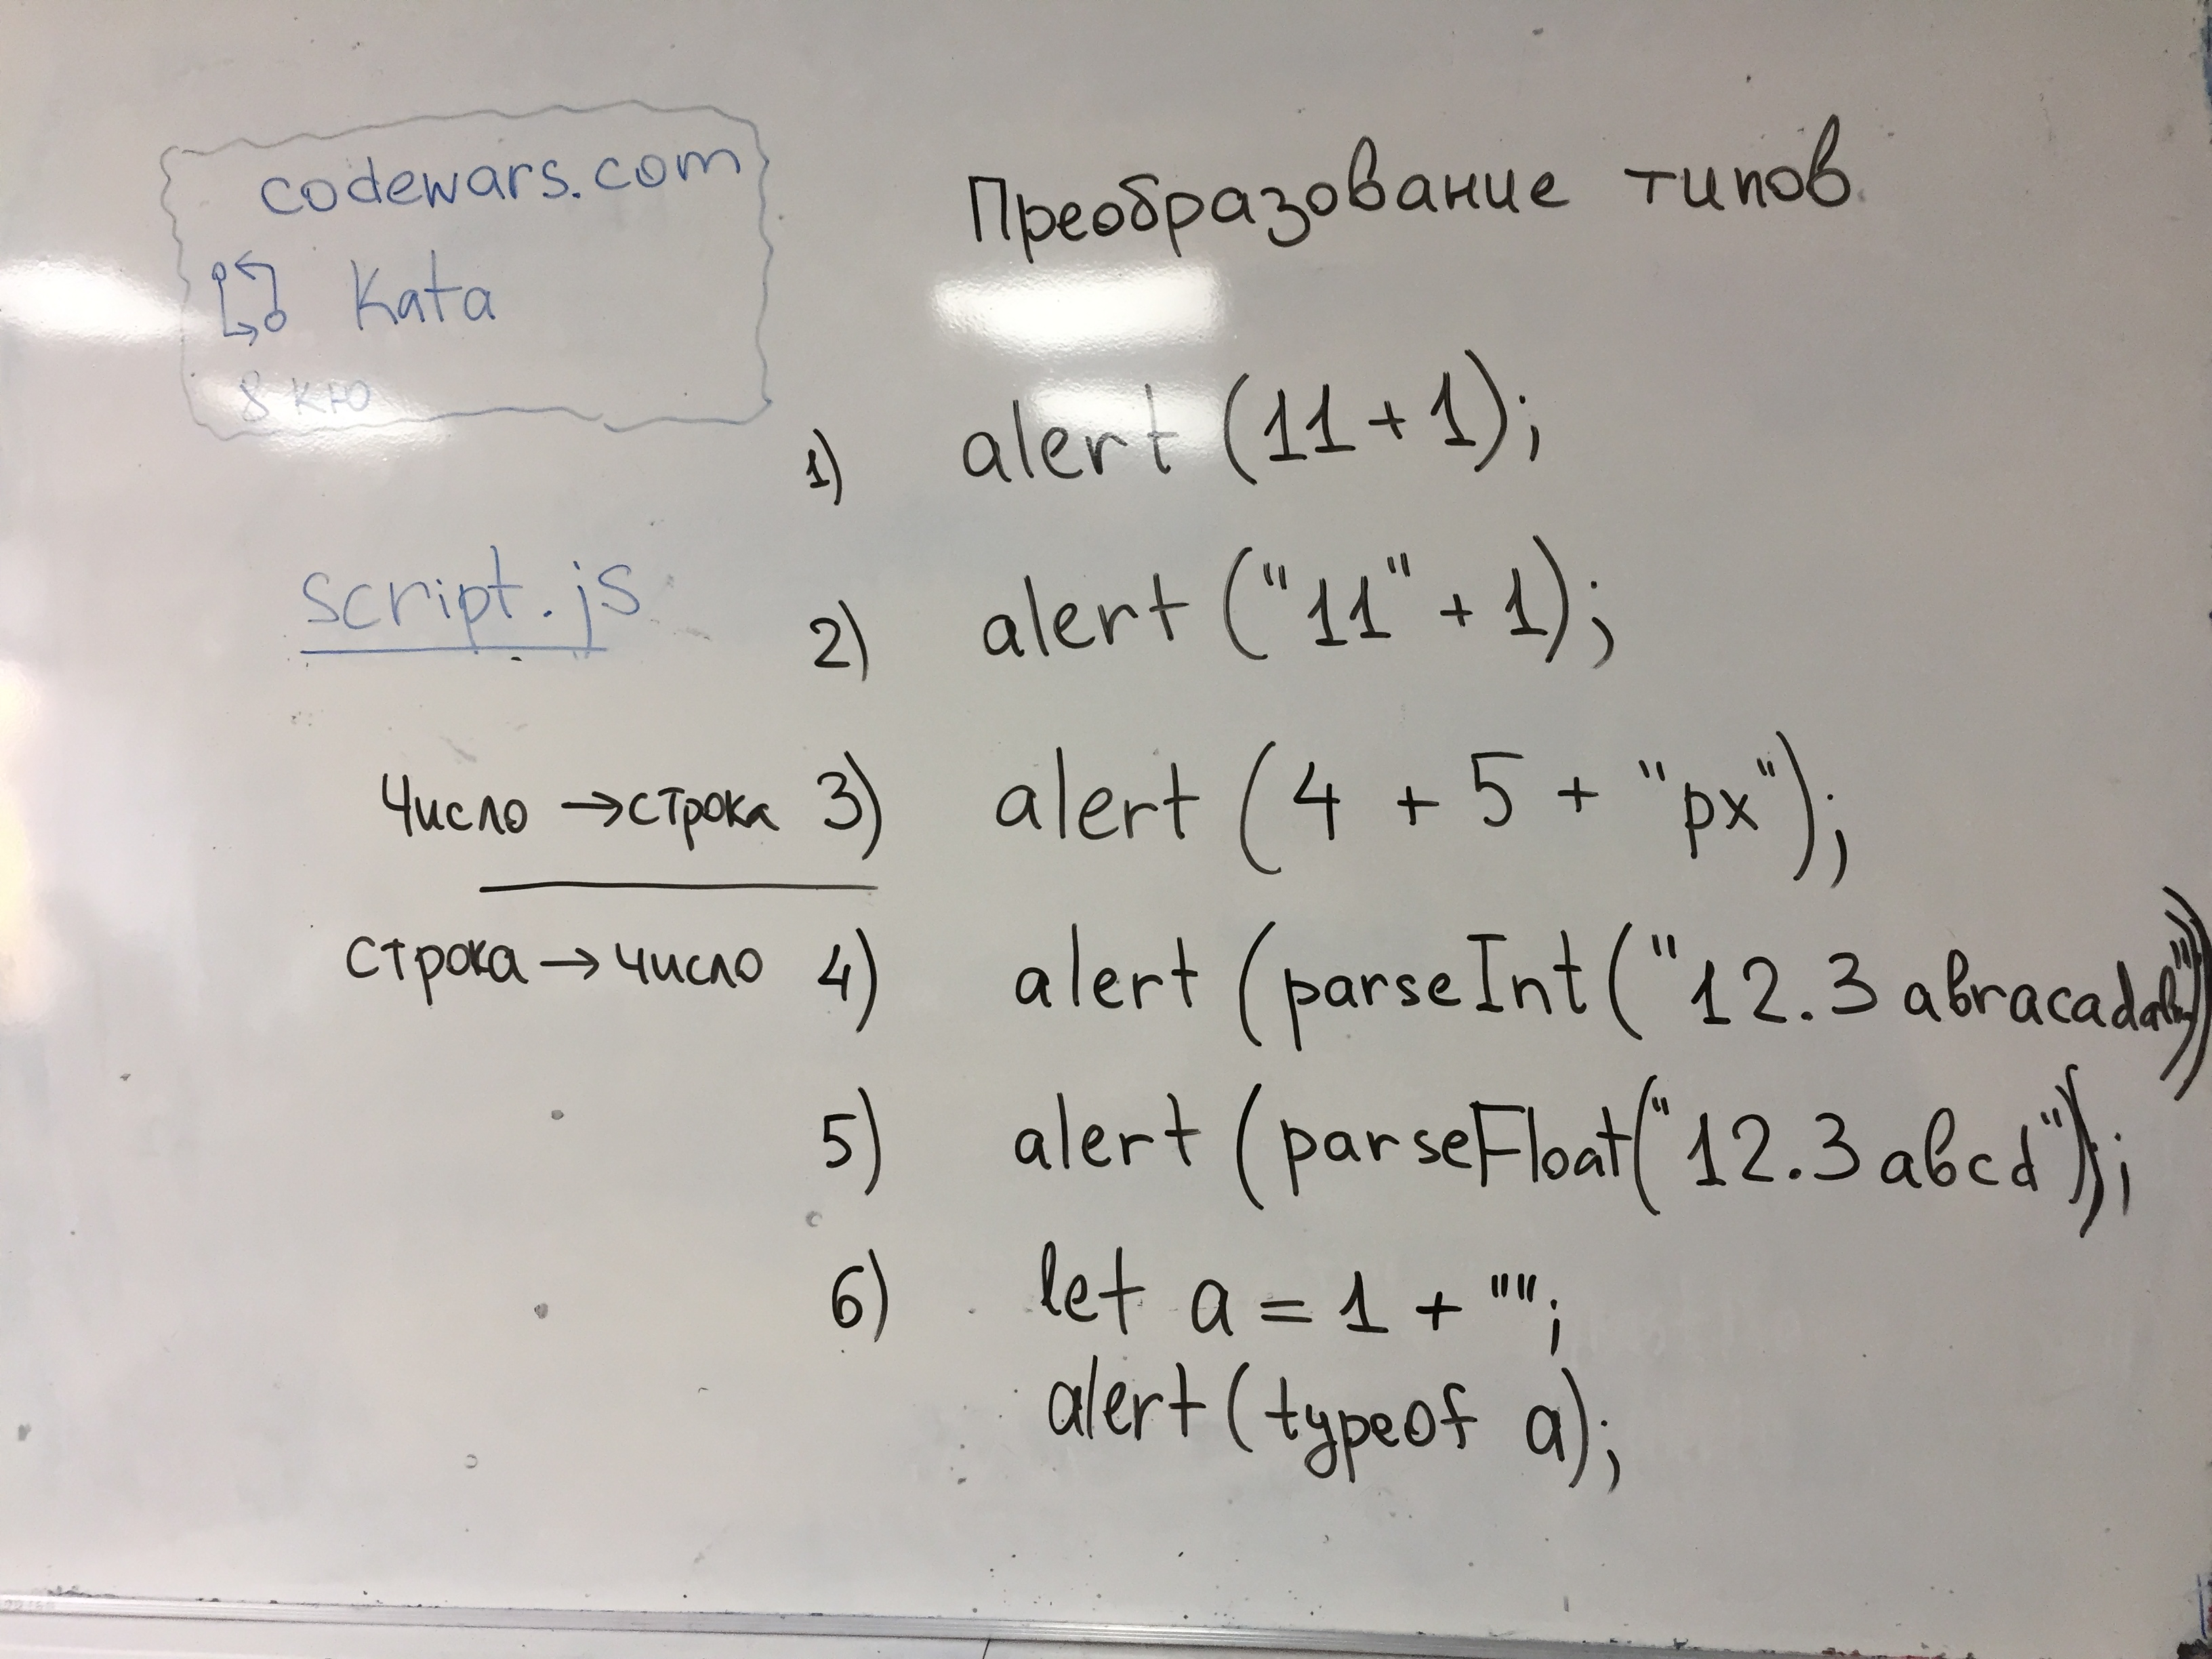 codewars.com
Kata
8 кю
script.js
Преобразование типов
1) alert (11 + 1);
2) alert ("11" + 1);
число → строка 3) alert (4 + 5 + "px");
строка → число 4) alert (parseInt ("12.3
5) alert (parseFloat("12.3 abcd"));
6) let a = 1 + "";
alert (typeof a);